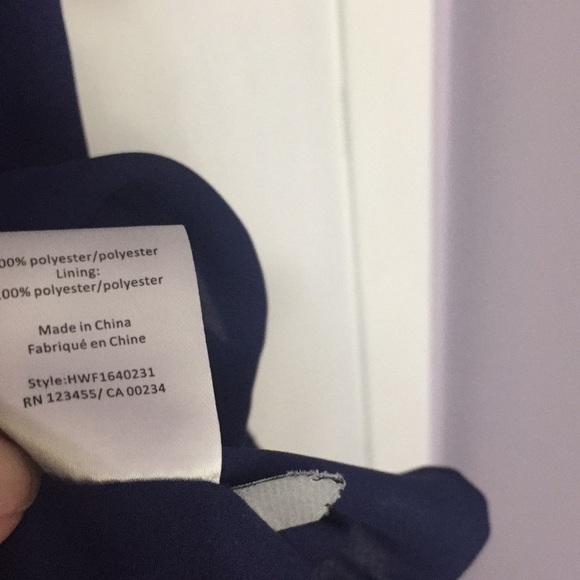 00% polyester/polyester
Lining:
00% polyester/polyester
Made in China
Fabriqué en Chine
Style:HWF1640231
RN 123455/ CA 00234